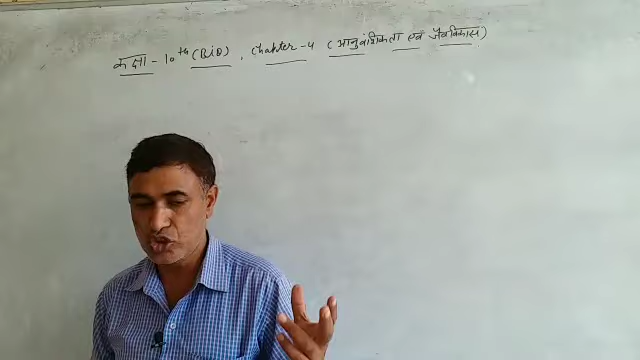 कक्षा - 10th (BIO), Chapter-4 (आनुवंशिकता एवं जैवविकास)